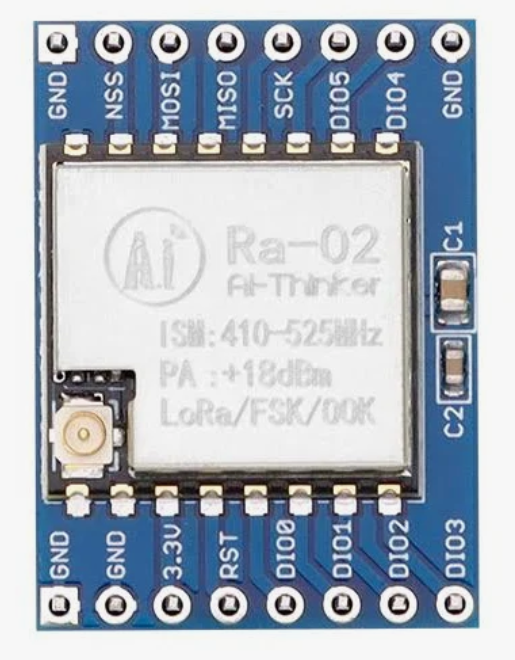 GND NSS MOSI MISO SCK DIO5 DIO4 GND
Ai
Ra-02
Ai-Thinker
ISM:410-525MHz
PA :+18dBm
LoRa/FSK/OOK
C1
C2
GND GND 3.3V RST DIO0 DIO1 DIO2 DIO3